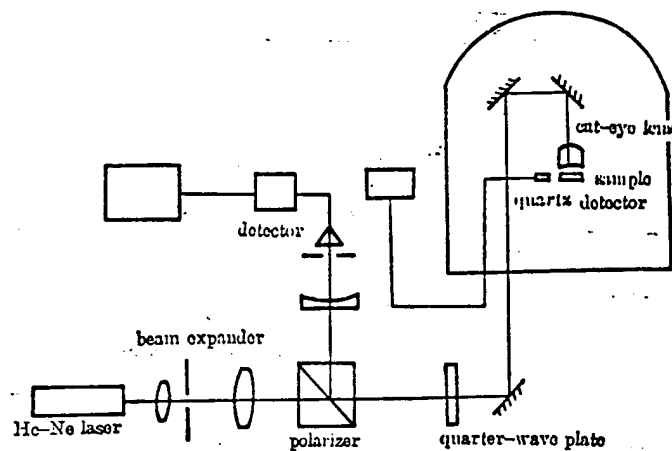 cat-eye lens
sample
quartz detector
detector
beam expander
He-Ne laser
polarizer
quarter-wave plate